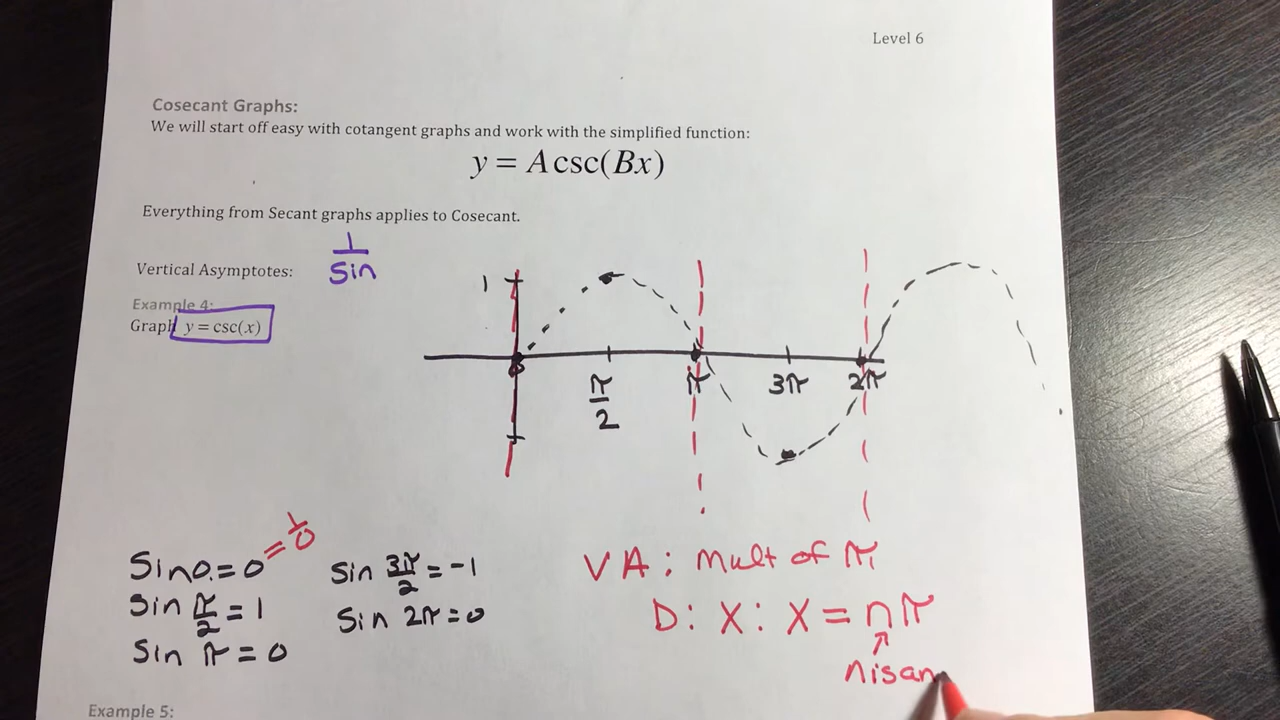 Level 6
Cosecant Graphs:
We will start off easy with cotangent graphs and work with the simplified function:
y = A csc(Bx)
Everything from Secant graphs applies to Cosecant.
Vertical Asymptotes: 1/sin
Example 4:
Graph y = csc(x)
1
0 π/2 π 3π 2π
Sin 0 = 0 = 1/0
Sin π/2 = 1
Sin π = 0
Sin 3π/2 = -1
Sin 2π = 0
VA: mult of π
D: X: X = nπ
n is an
Example 5: